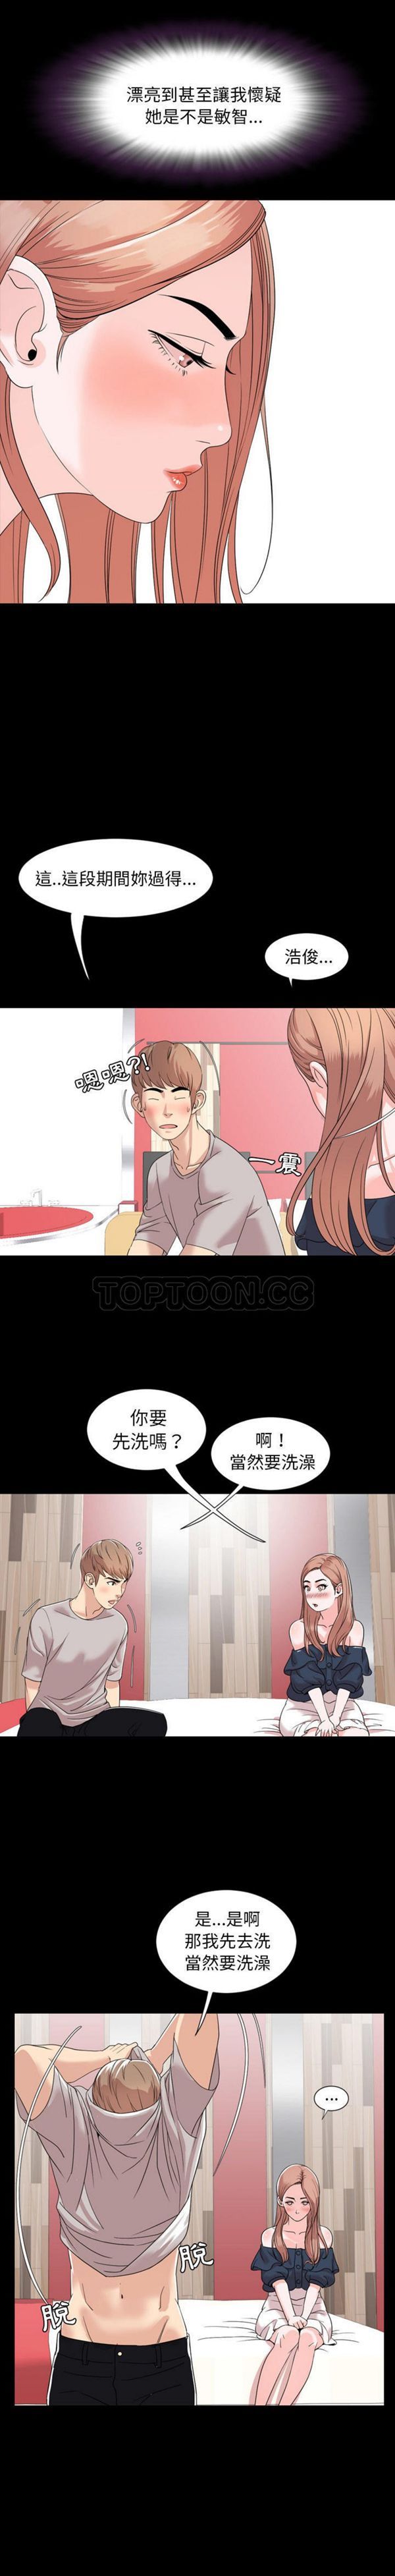 漂亮到甚至讓我懷疑
她是不是敏智...
這..這段期間妳過得...
浩俊...
嗯嗯?!
一震
TOPTOON.CC
你要
先洗嗎？
啊！
當然要洗澡
是...是啊
那我先去洗
當然要洗澡
...
脫
脫